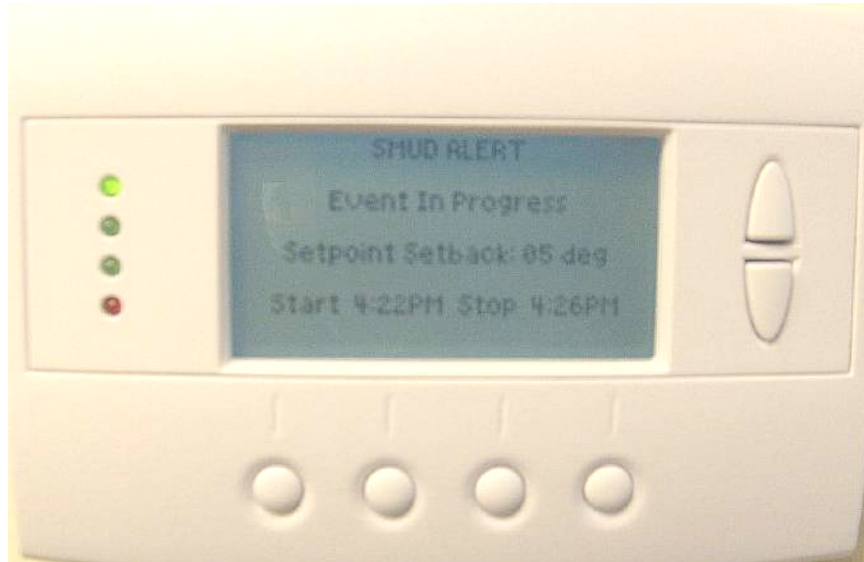 SMUD ALERT
Event In Progress
Setpoint Setback: 05 deg
Start 4:22PM Stop 4:26PM